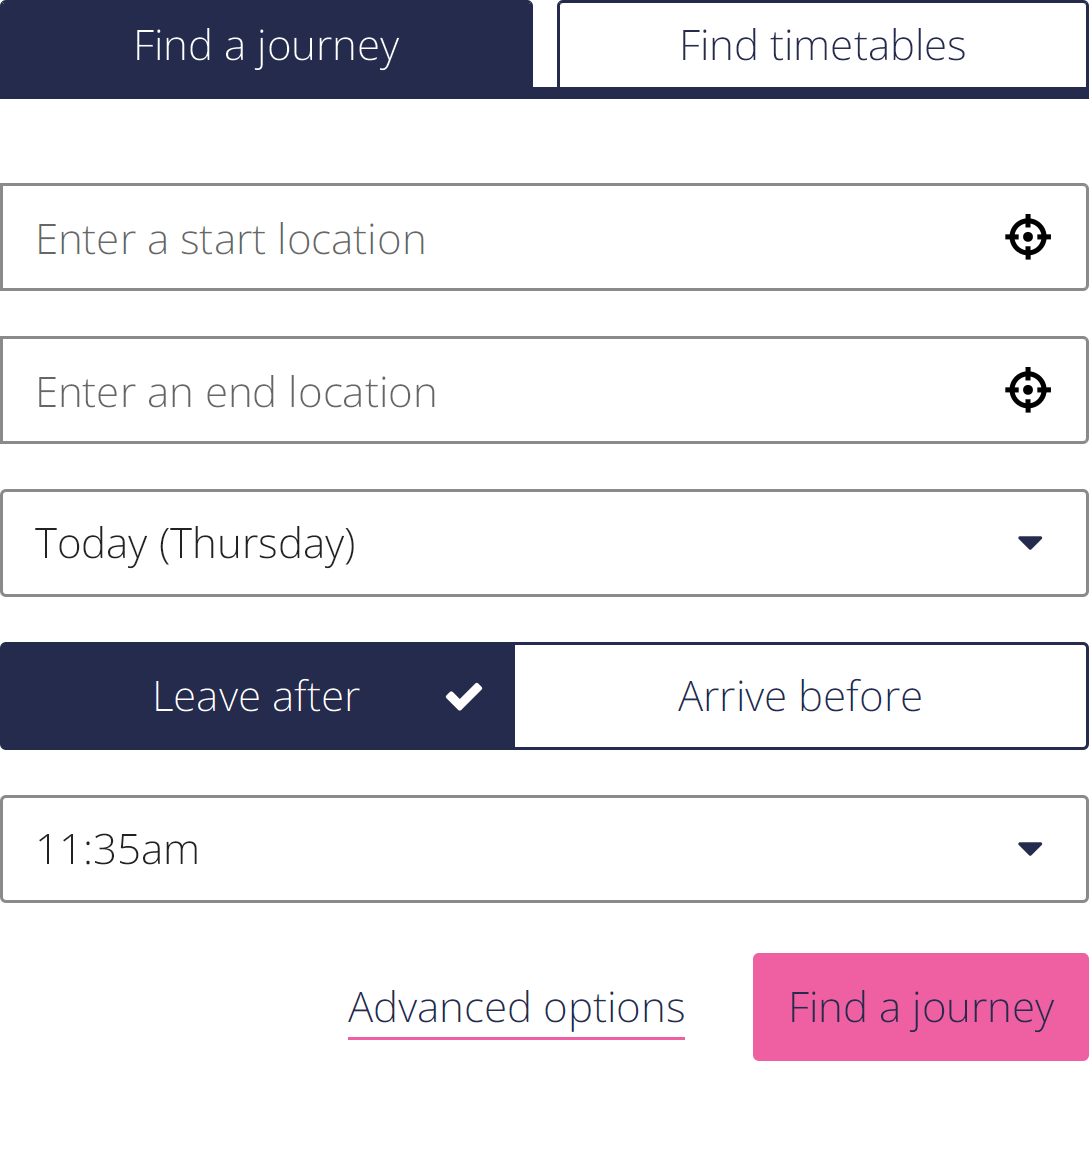 Find a journey
Find timetables
Enter a start location
Enter an end location
Today (Thursday)
Leave after
Arrive before
11:35am
Advanced options
Find a journey